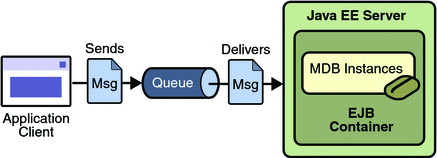 Java EE Server
Sends
Delivers
Msg
Queue
Msg
MDB Instances
Application
Client
EJB
Container